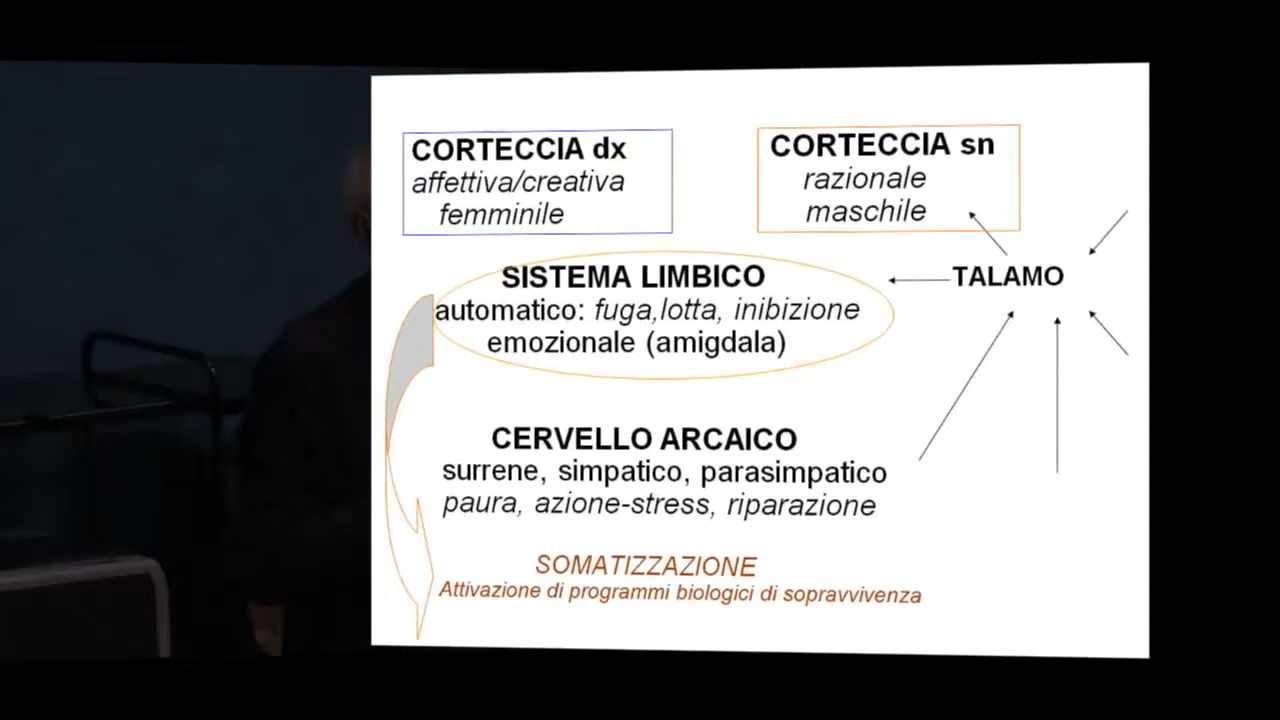 CORTECCIA dx
affettiva/creativa
femminile
CORTECCIA sn
razionale
maschile
SISTEMA LIMBICO
automatico: fuga,lotta, inibizione
emozionale (amigdala)
TALAMO
CERVELLO ARCAICO
surrene, simpatico, parasimpatico
paura, azione-stress, riparazione
SOMATIZZAZIONE
Attivazione di programmi biologici di sopravvivenza